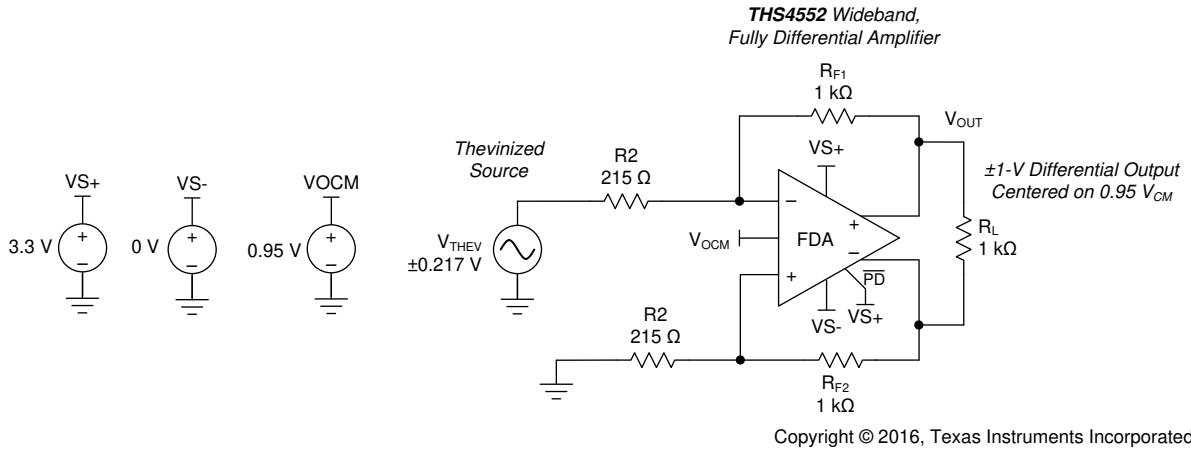 THS4552 Wideband,
Fully Differential Amplifier
RF1
1 kΩ
VOUT
Thevinized
Source
R2
215 Ω
VS+
±1-V Differential Output
Centered on 0.95 VCM
VS+
VS-
VOCM
3.3 V
+
−
0 V
+
−
0.95 V
+
−
VTHEV
±0.217 V
VOCM
−
FDA
+
+
−
PD
VS-
VS+
RL
1 kΩ
R2
215 Ω
RF2
1 kΩ
Copyright © 2016, Texas Instruments Incorporated